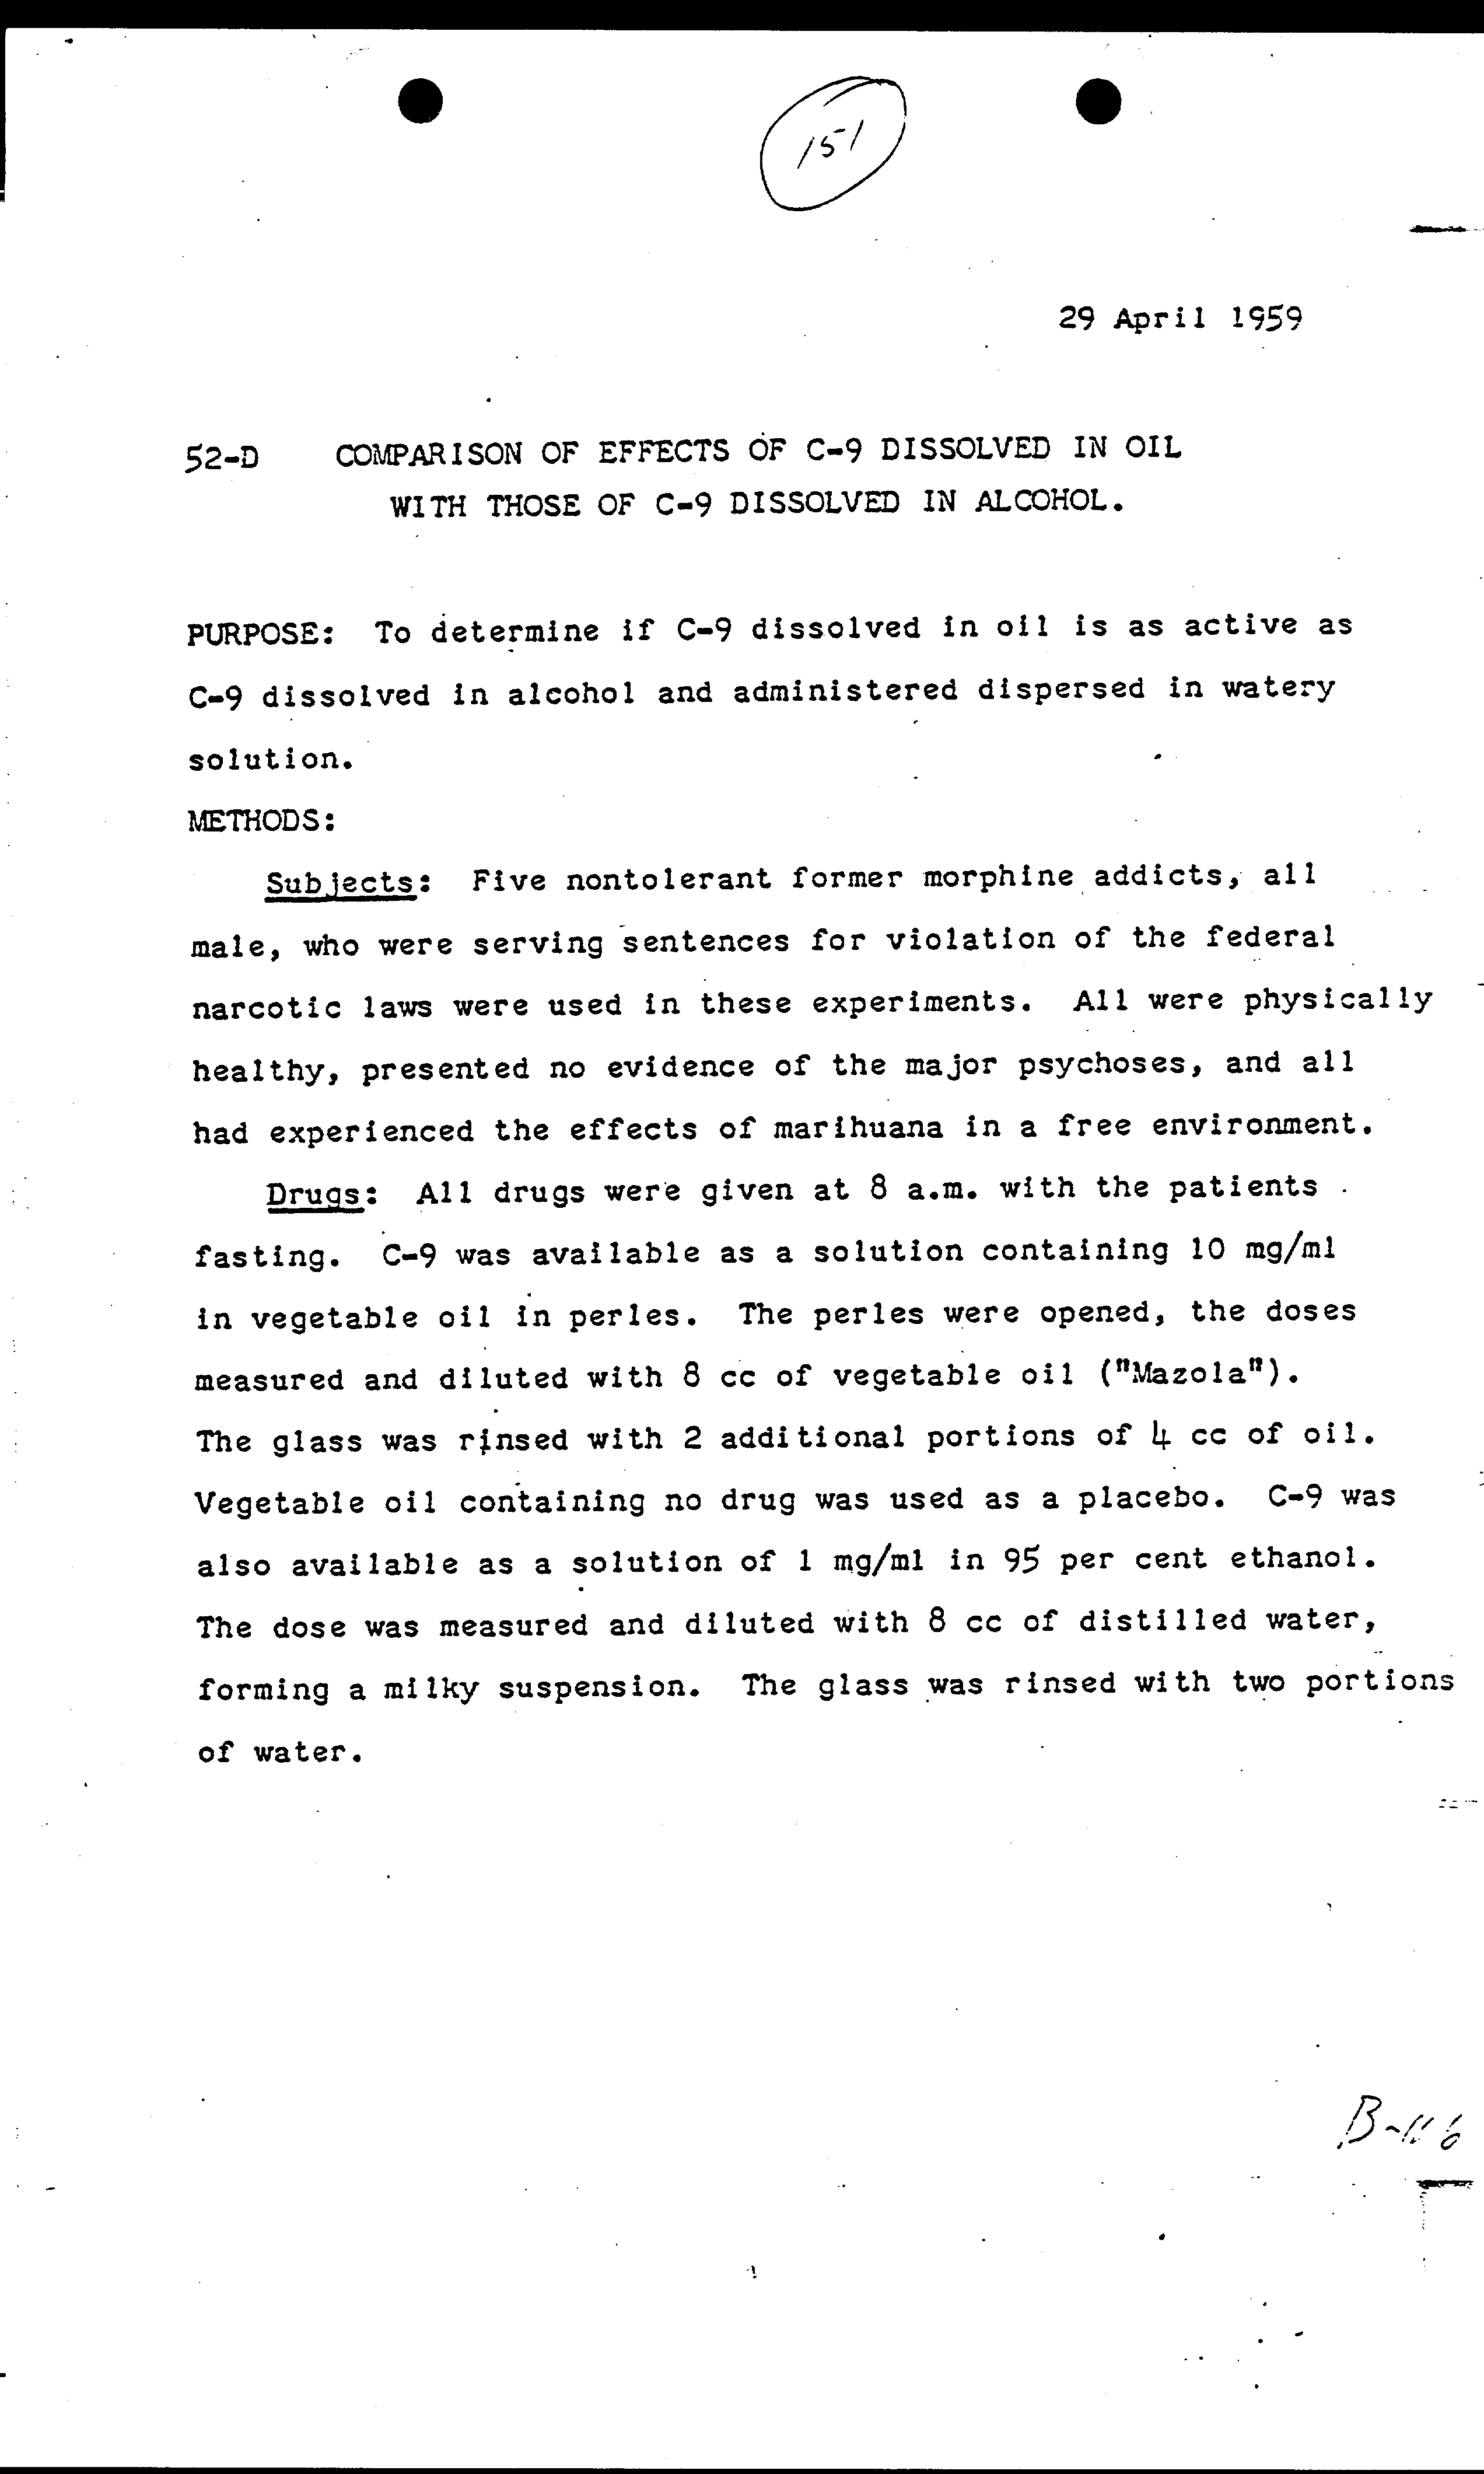 151
29 April 1959
52-D COMPARISON OF EFFECTS OF C-9 DISSOLVED IN OIL
WITH THOSE OF C-9 DISSOLVED IN ALCOHOL.
PURPOSE: To determine if C-9 dissolved in oil is as active as
C-9 dissolved in alcohol and administered dispersed in watery
solution.
METHODS:
Subjects: Five nontolerant former morphine addicts, all
male, who were serving sentences for violation of the federal
narcotic laws were used in these experiments. All were physically
healthy, presented no evidence of the major psychoses, and all
had experienced the effects of marihuana in a free environment.
Drugs: All drugs were given at 8 a.m. with the patients
fasting. C-9 was available as a solution containing 10 mg/ml
in vegetable oil in perles. The perles were opened, the doses
measured and diluted with 8 cc of vegetable oil ("Mazola").
The glass was rinsed with 2 additional portions of 4 cc of oil.
Vegetable oil containing no drug was used as a placebo. C-9 was
also available as a solution of 1 mg/ml in 95 per cent ethanol.
The dose was measured and diluted with 8 cc of distilled water,
forming a milky suspension. The glass was rinsed with two portions
of water.